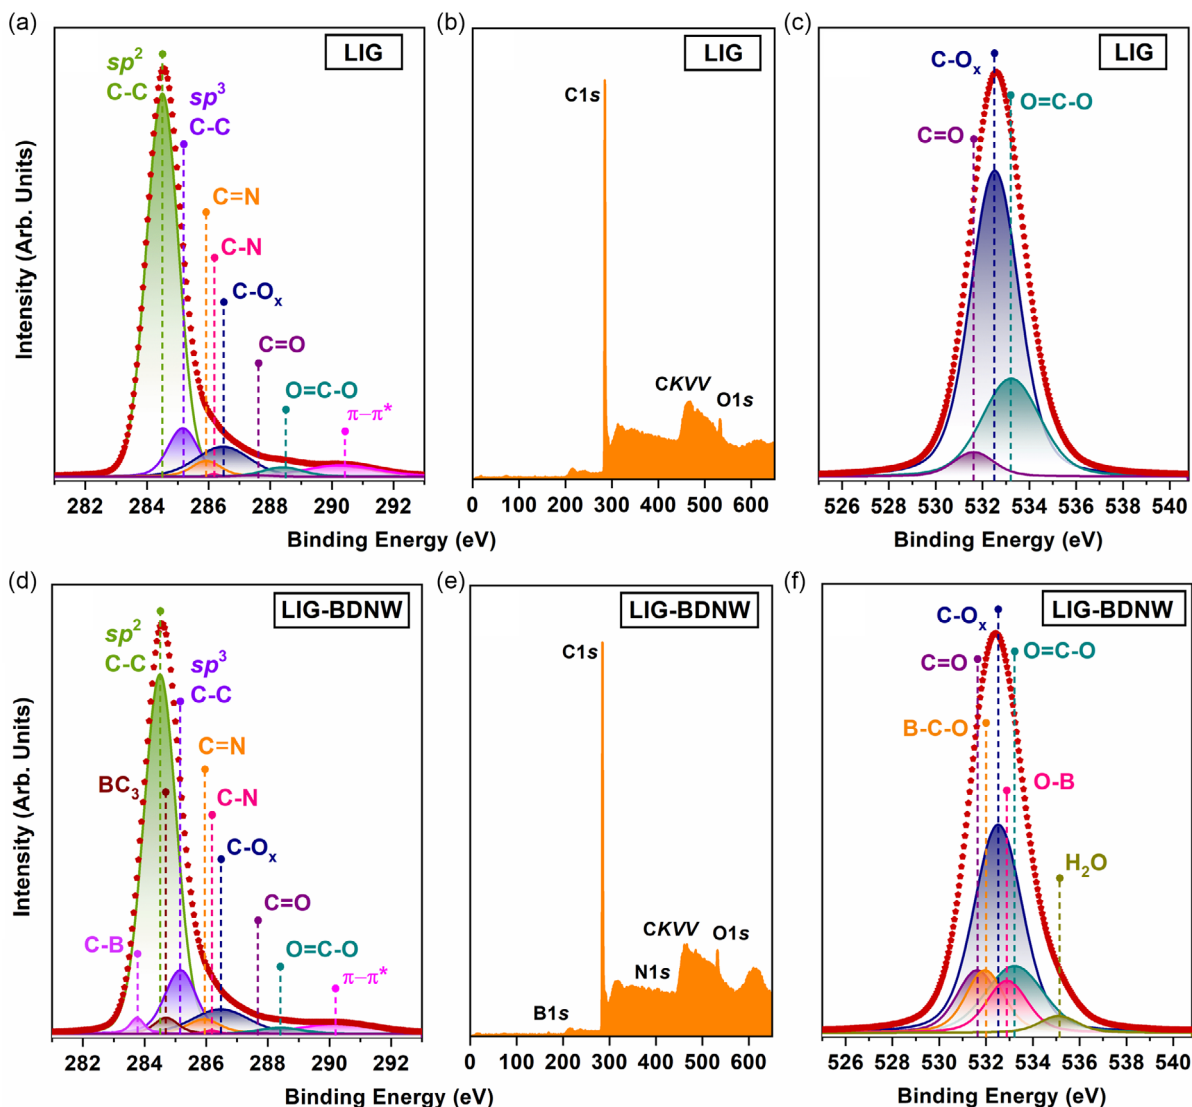 (a)
LIG
sp²
C-C
sp³
C-C
C=N
C-N
C-Oₓ
C=O
O=C-O
π–π*
Intensity (Arb. Units)
282 284 286 288 290 292
Binding Energy (eV)
(b)
LIG
C1s
CKVV
O1s
0 100 200 300 400 500 600
Binding Energy (eV)
(c)
LIG
C-Oₓ
O=C-O
C=O
526 528 530 532 534 536 538 540
Binding Energy (eV)
(d)
LIG-BDNW
sp²
C-C
sp³
C-C
C=N
BC₃
C-N
C-Oₓ
C=O
C-B
O=C-O
π–π*
Intensity (Arb. Units)
282 284 286 288 290 292
Binding Energy (eV)
(e)
LIG-BDNW
C1s
CKVV
O1s
N1s
B1s
0 100 200 300 400 500 600
Binding Energy (eV)
(f)
LIG-BDNW
C-Oₓ
C=O
O=C-O
B-C-O
O-B
H₂O
526 528 530 532 534 536 538 540
Binding Energy (eV)